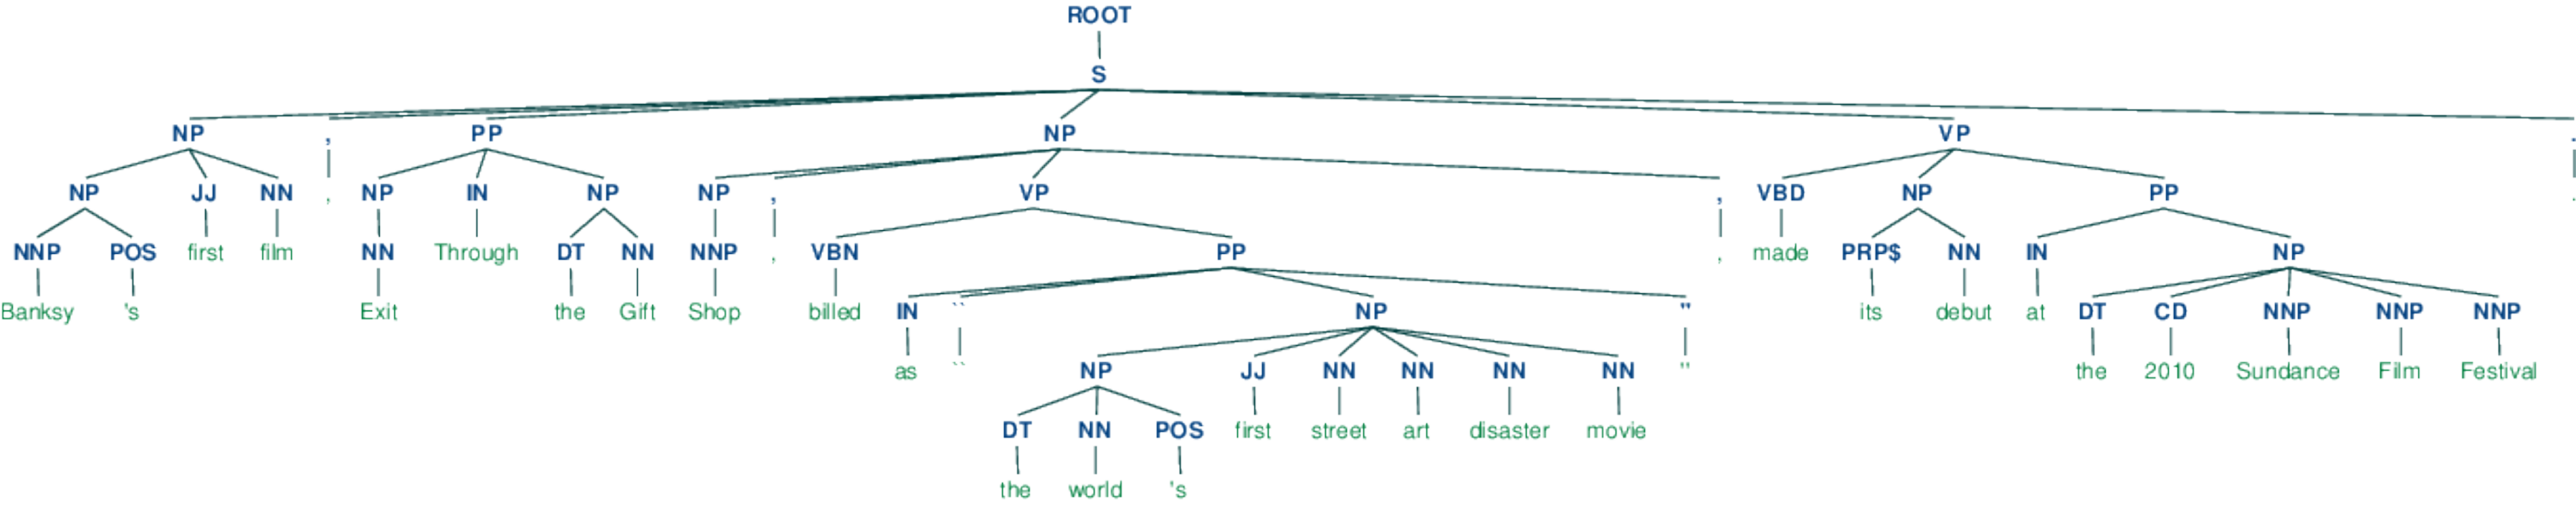 ROOT
S
NP , PP NP VP .
NP JJ NN , NP IN NP NP , VP , VBD NP PP .
NNP POS first film NN Through DT NN NNP , VBN PP , made PRP$ NN IN NP
Banksy 's Exit the Gift Shop billed IN `` NP '' its debut at DT CD NNP NNP NNP
as `` NP JJ NN NN NN NN '' the 2010 Sundance Film Festival
DT NN POS first street art disaster movie
the world 's